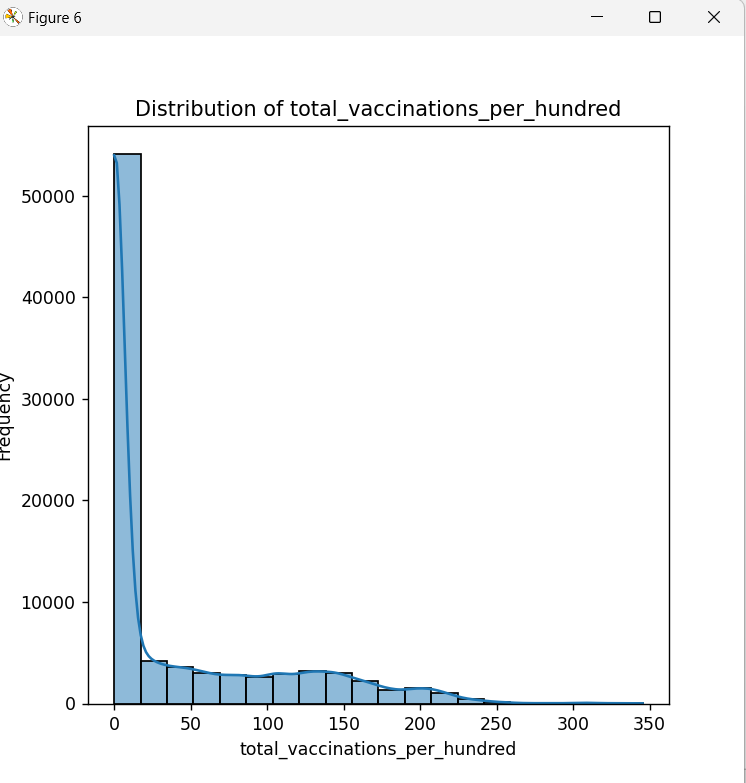 Figure 6
Distribution of total_vaccinations_per_hundred
50000
40000
30000
20000
10000
0
Frequency
0 50 100 150 200 250 300 350
total_vaccinations_per_hundred